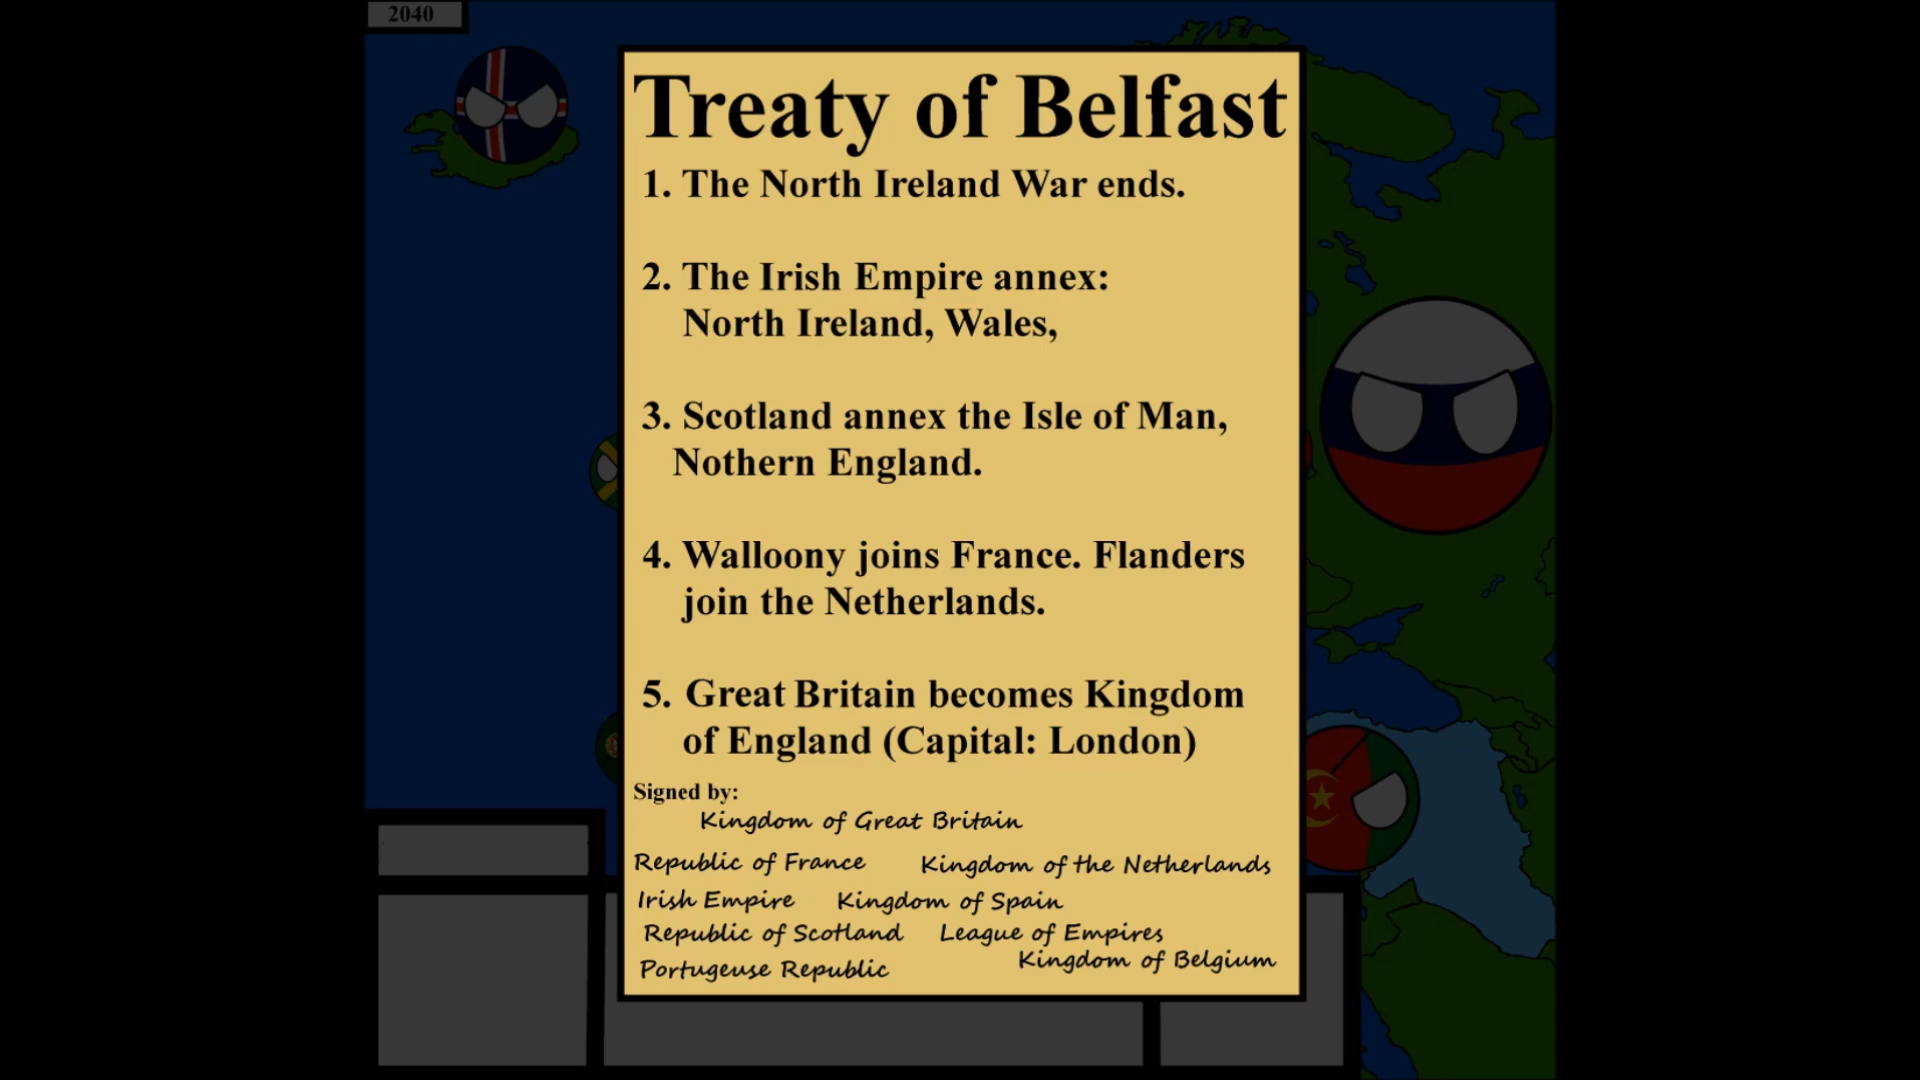 2040
Treaty of Belfast
1. The North Ireland War ends.
2. The Irish Empire annex:
North Ireland, Wales,
3. Scotland annex the Isle of Man,
Nothern England.
4. Walloony joins France. Flanders
join the Netherlands.
5. Great Britain becomes Kingdom
of England (Capital: London)
Signed by:
Kingdom of Great Britain
Republic of France Kingdom of the Netherlands
Irish Empire Kingdom of Spain
Republic of Scotland League of Empires
Kingdom of Belgium
Portugeuse Republic